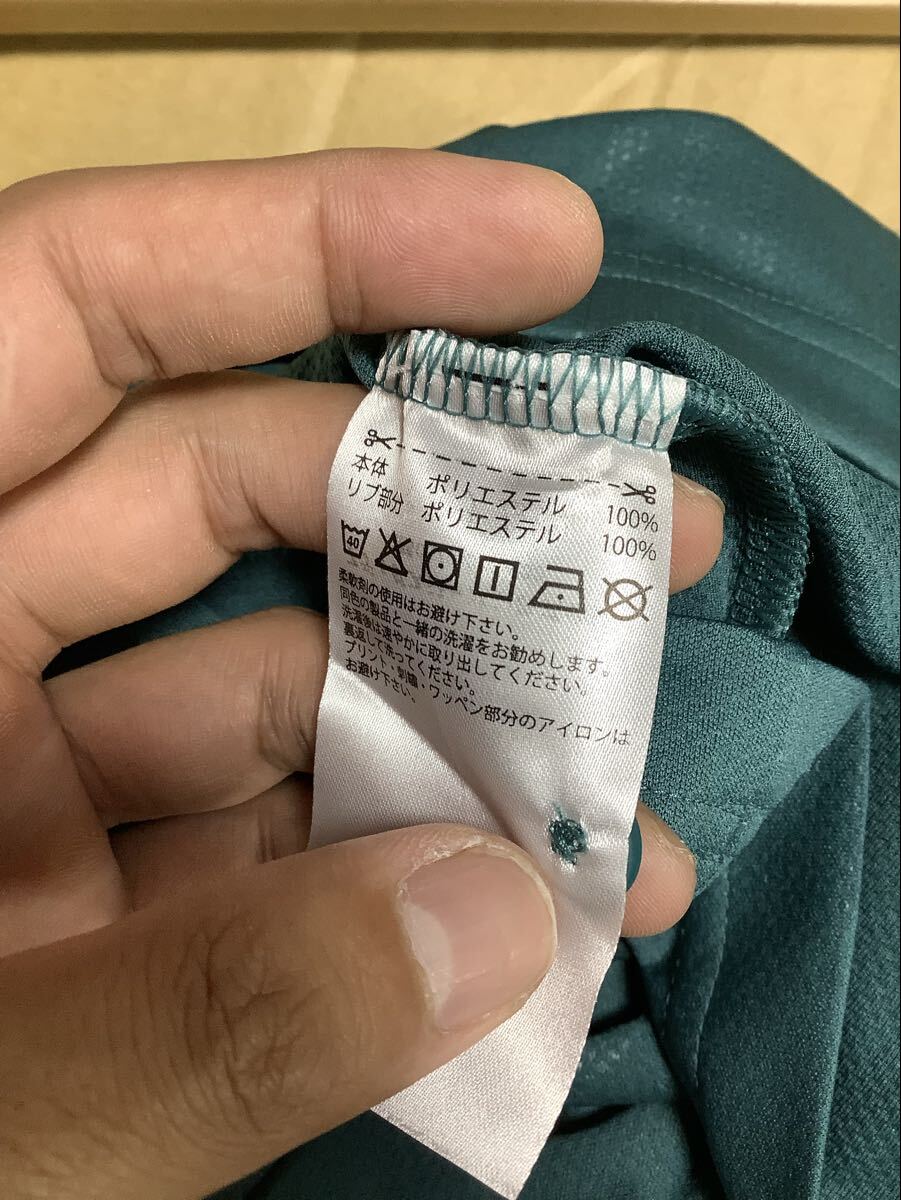 本体 ポリエステル 100%
リブ部分 ポリエステル 100%
40
柔軟剤の使用はお避け下さい。
同色の製品と一緒の洗濯をお勧めします。
洗濯後は速やかに取り出してください。
裏返して洗ってください。
プリント・刺繍・ワッペン部分のアイロンは
お避け下さい。